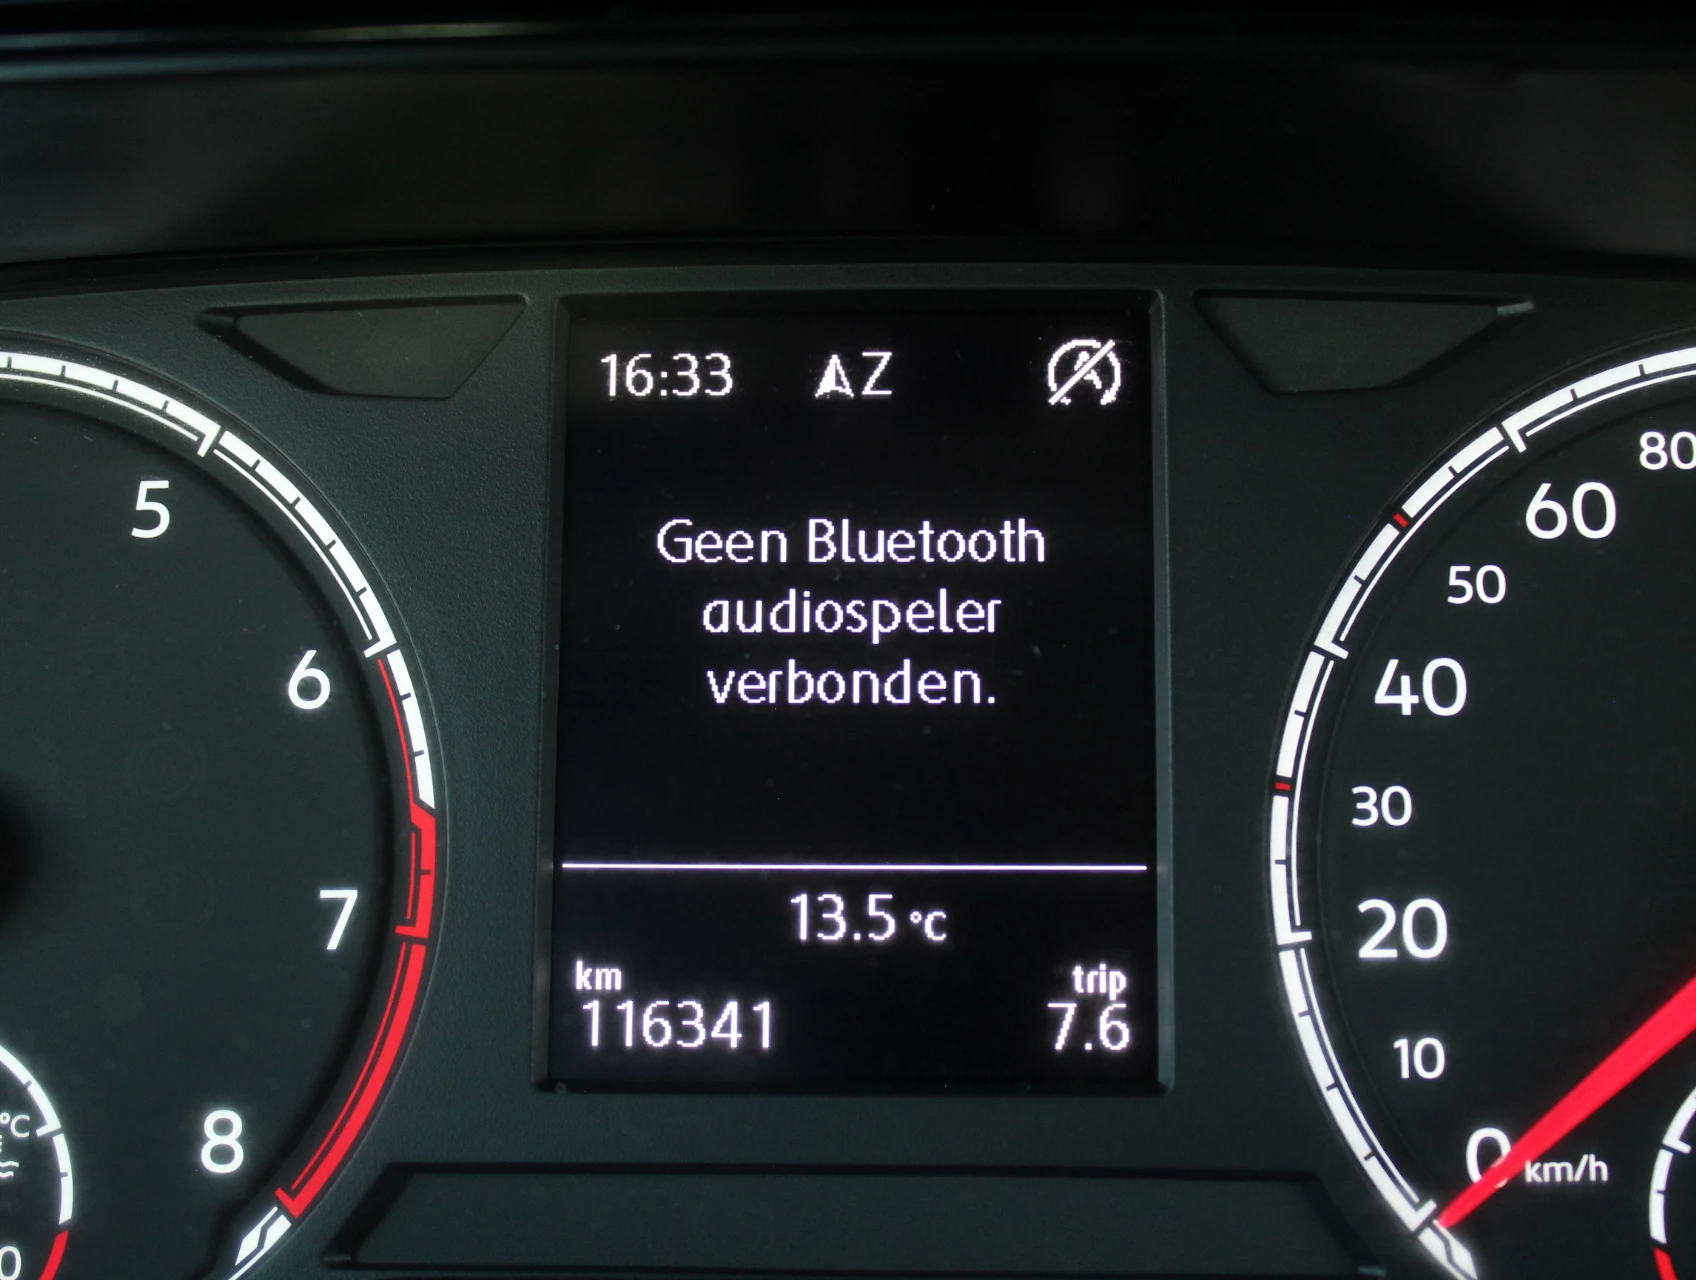 16:33 Z
Geen Bluetooth
audiospeler
verbonden.
13.5 °C
km trip
116341 7.6
5
6
7
8
°C
80
60
50
40
30
20
10
0 km/h